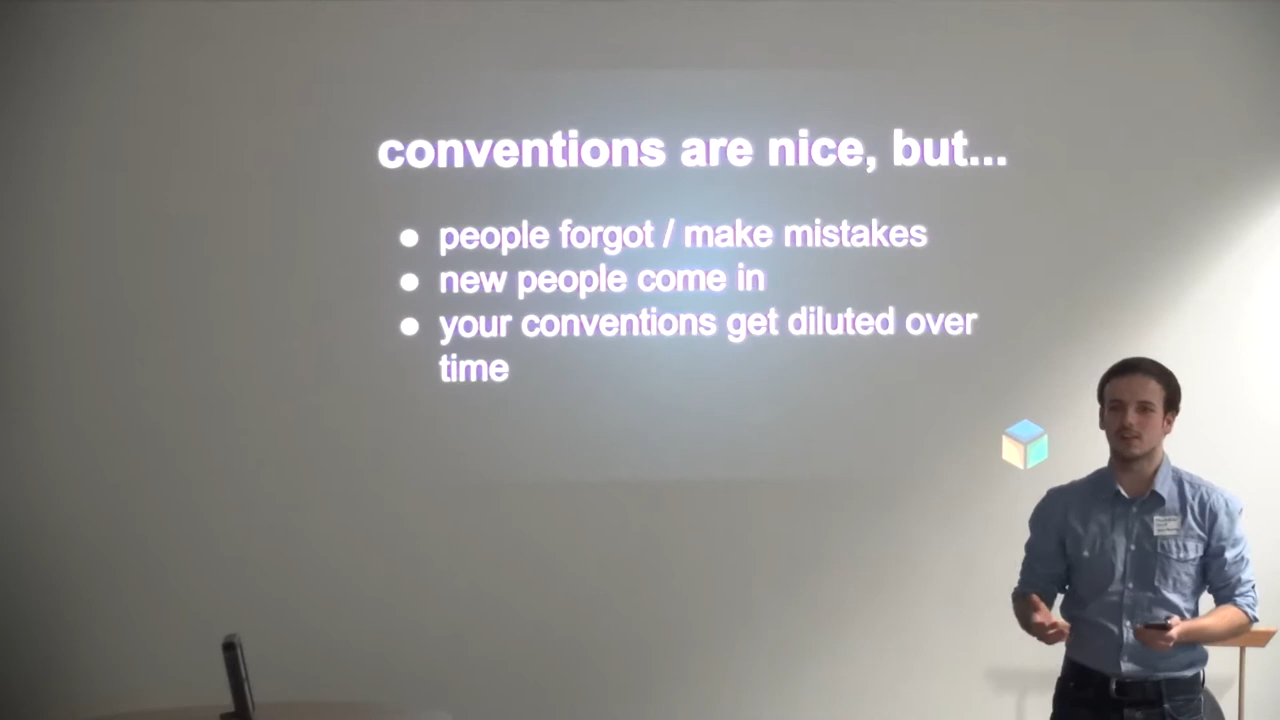 conventions are nice, but...
● people forgot / make mistakes
● new people come in
● your conventions get diluted over
time